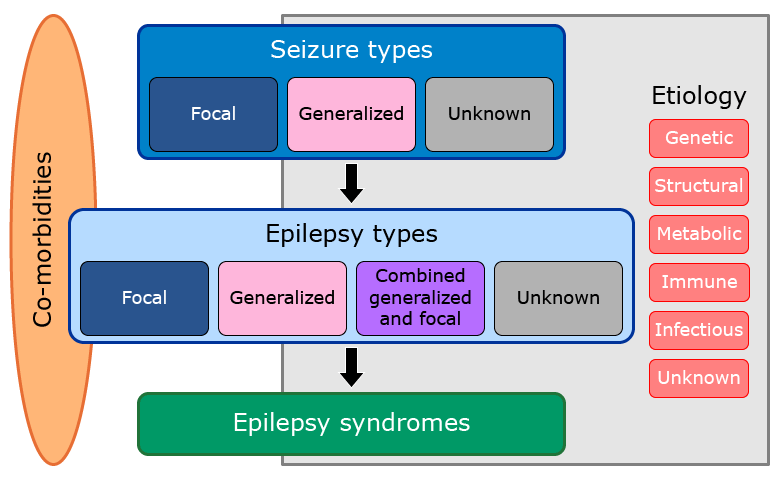 Co-morbidities
Seizure types
Focal
Generalized
Unknown
Epilepsy types
Focal
Generalized
Combined
generalized
and focal
Unknown
Epilepsy syndromes
Etiology
Genetic
Structural
Metabolic
Immune
Infectious
Unknown